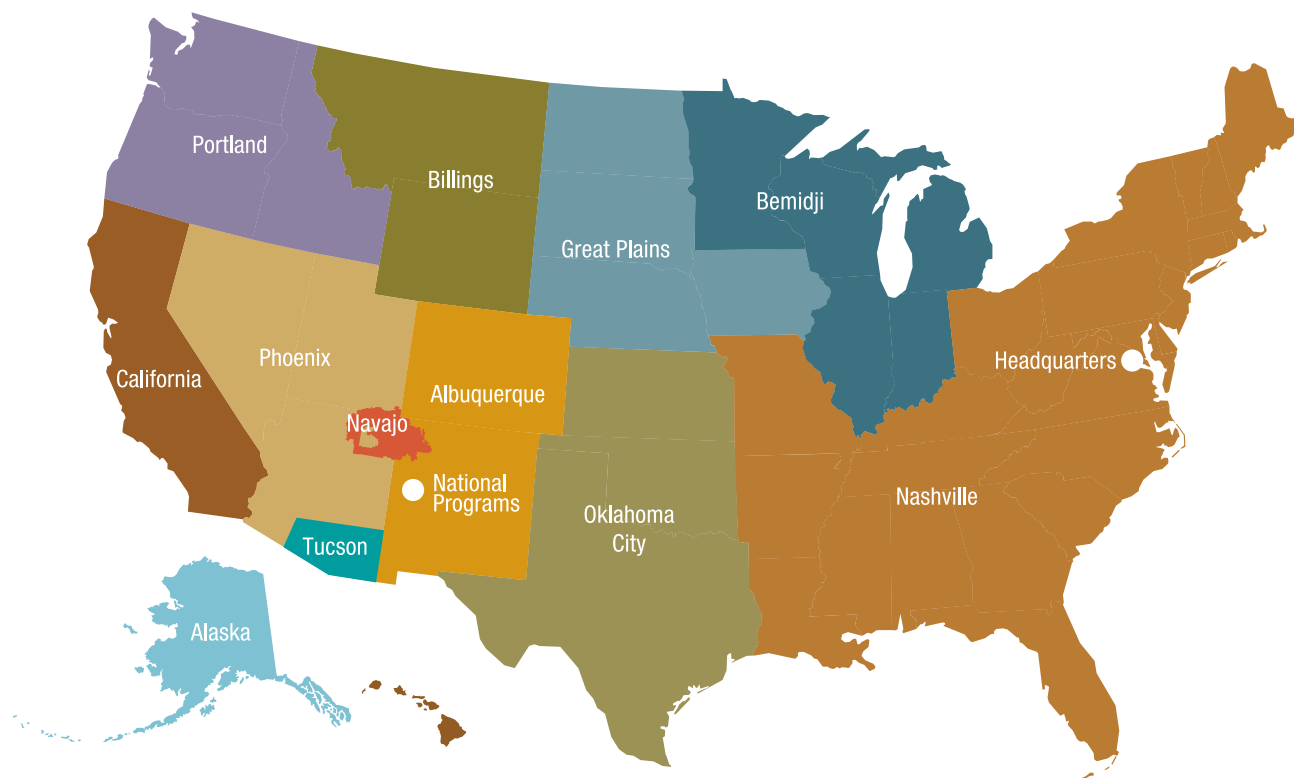 Portland
Billings
Bemidji
Great Plains
Phoenix
Headquarters
California
Albuquerque
Navajo
National
Programs
Nashville
Oklahoma
City
Tucson
Alaska